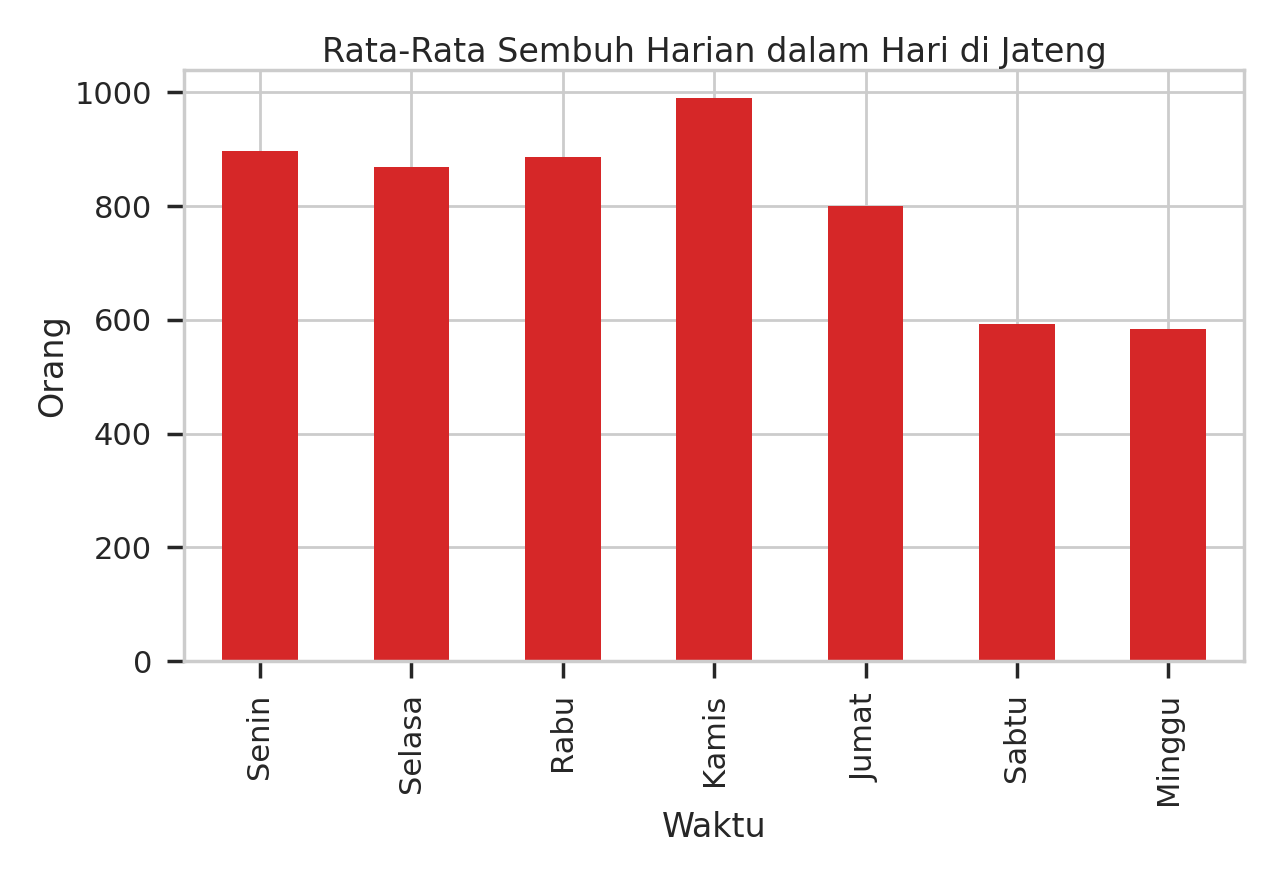 Rata-Rata Sembuh Harian dalam Hari di Jateng
1000
800
600
400
200
0
Orang
Senin
Selasa
Rabu
Kamis
Jumat
Sabtu
Minggu
Waktu